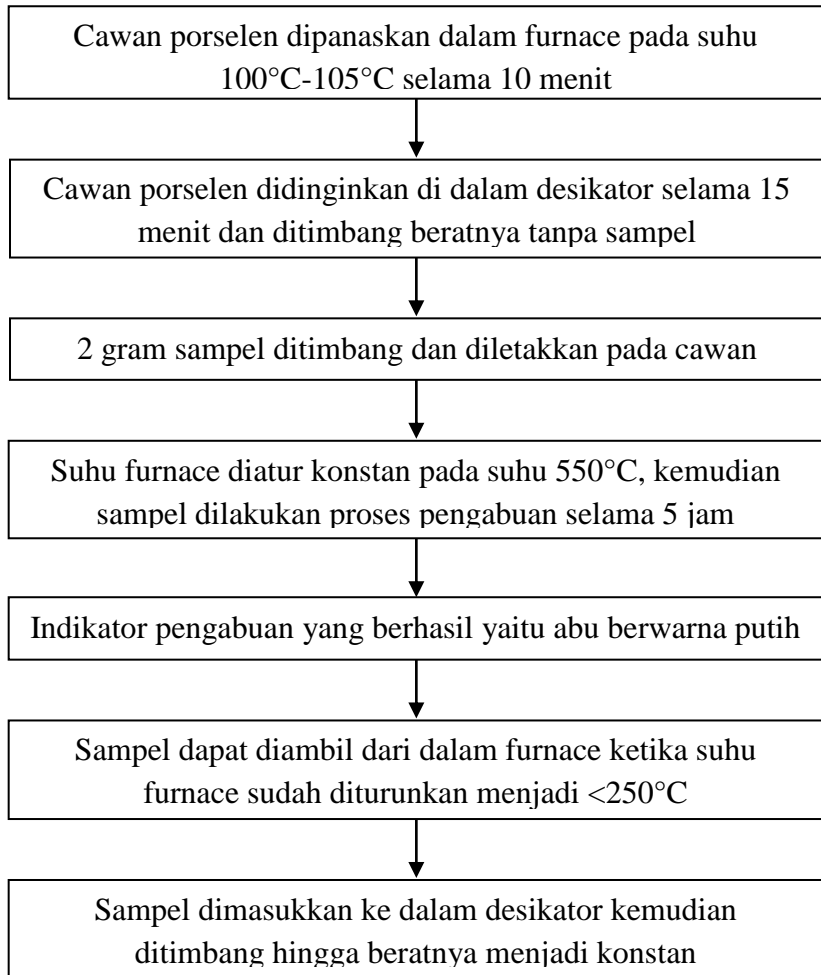 Cawan porselen dipanaskan dalam furnace pada suhu
100°C-105°C selama 10 menit
Cawan porselen didinginkan di dalam desikator selama 15
menit dan ditimbang beratnya tanpa sampel
2 gram sampel ditimbang dan diletakkan pada cawan
Suhu furnace diatur konstan pada suhu 550°C, kemudian
sampel dilakukan proses pengabuan selama 5 jam
Indikator pengabuan yang berhasil yaitu abu berwarna putih
Sampel dapat diambil dari dalam furnace ketika suhu
furnace sudah diturunkan menjadi <250°C
Sampel dimasukkan ke dalam desikator kemudian
ditimbang hingga beratnya menjadi konstan